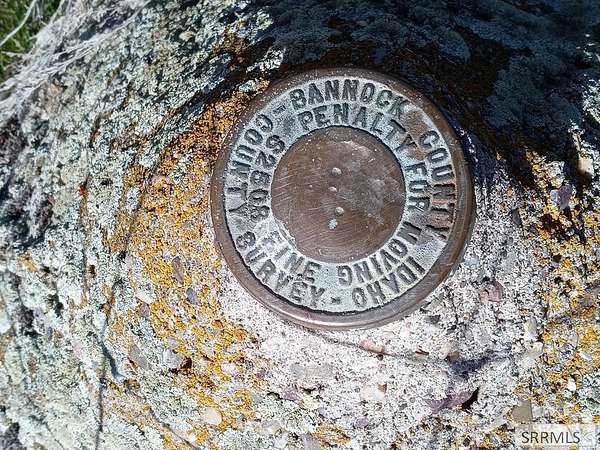 - BANNOCK COUNTY
COUNTY SURVEY - IDAHO
PENALTY FOR MOVING
$250 FINE
SRRMLS